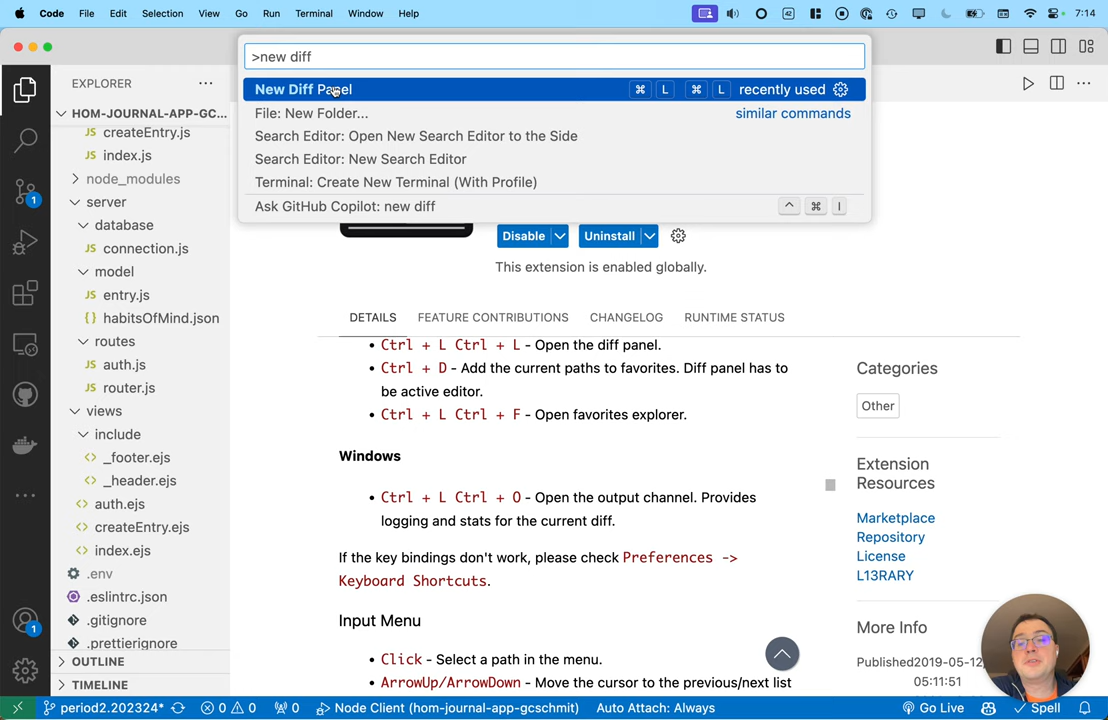 Code File Edit Selection View Go Run Terminal Window Help 42 7:14
>new diff
New Diff Panel ⌘ L ⌘ L recently used
File: New Folder... similar commands
Search Editor: Open New Search Editor to the Side
Search Editor: New Search Editor
Terminal: Create New Terminal (With Profile)
Ask GitHub Copilot: new diff ^ ⌘ I
EXPLORER
HOM-JOURNAL-APP-GC...
JS createEntry.js
JS index.js
node_modules
server
database
JS connection.js
model
JS entry.js
{} habitsOfMind.json
routes
JS auth.js
JS router.js
views
include
<> _footer.ejs
<> _header.ejs
<> auth.ejs
<> createEntry.ejs
<> index.ejs
.env
.eslintrc.json
.gitignore
.prettierignore
OUTLINE
TIMELINE
1
1
Disable Uninstall
This extension is enabled globally.
DETAILS FEATURE CONTRIBUTIONS CHANGELOG RUNTIME STATUS
• Ctrl + L Ctrl + L - Open the diff panel.
• Ctrl + D - Add the current paths to favorites. Diff panel has to
be active editor.
• Ctrl + L Ctrl + F - Open favorites explorer.
Windows
• Ctrl + L Ctrl + O - Open the output channel. Provides
logging and stats for the current diff.
If the key bindings don't work, please check Preferences ->
Keyboard Shortcuts.
Input Menu
• Click - Select a path in the menu.
• ArrowUp/ArrowDown - Move the cursor to the previous/next list
Categories
Other
Extension
Resources
Marketplace
Repository
License
L13RARY
More Info
Published 2019-05-12,
05:11:51
period2.202324* 0 0 0 Node Client (hom-journal-app-gcschmit) Auto Attach: Always Go Live Spell